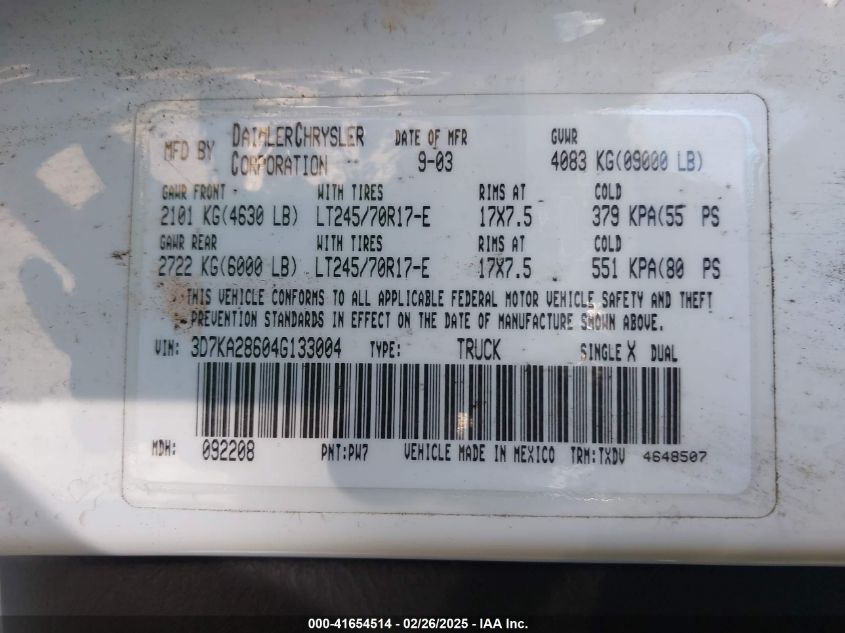 MFD BY DAIMLERCHRYSLER CORPORATION DATE OF MFR 9-03 GVWR 4083 KG(09000 LB)
GAWR FRONT WITH TIRES RIMS AT COLD
2101 KG(4630 LB) LT245/70R17-E 17X7.5 379 KPA(55 PS
GAWR REAR WITH TIRES RIMS AT COLD
2722 KG(6000 LB) LT245/70R17-E 17X7.5 551 KPA(80 PS
THIS VEHICLE CONFORMS TO ALL APPLICABLE FEDERAL MOTOR VEHICLE SAFETY AND THEFT
PREVENTION STANDARDS IN EFFECT ON THE DATE OF MANUFACTURE SHOWN ABOVE.
VIN: 3D7KA28604G133004 TYPE: TRUCK SINGLE X DUAL
MDH: 092208 PNT:PW7 VEHICLE MADE IN MEXICO TRM:TXDV 4648507
000-41654514 - 02/26/2025 - IAA Inc.